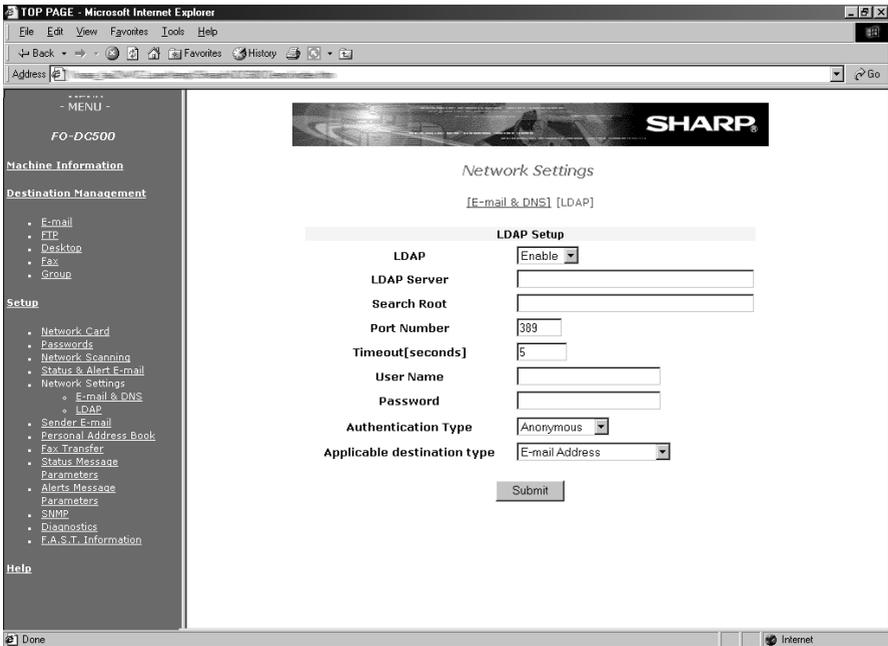 TOP PAGE - Microsoft Internet Explorer
File Edit View Favorites Tools Help
Back Favorites History
Address Go
- MENU -
FO-DC500
Machine Information
Destination Management
E-mail
FTP
Desktop
Fax
Group
Setup
Network Card
Passwords
Network Scanning
Status & Alert E-mail
Network Settings
E-mail & DNS
LDAP
Sender E-mail
Personal Address Book
Fax Transfer
Status Message
Parameters
Alerts Message
Parameters
SNMP
Diagnostics
F.A.S.T. Information
Help
SHARP®
Network Settings
[E-mail & DNS] [LDAP]
LDAP Setup
LDAP Enable
LDAP Server
Search Root
Port Number 389
Timeout[seconds] 5
User Name
Password
Authentication Type Anonymous
Applicable destination type E-mail Address
Submit
Done Internet